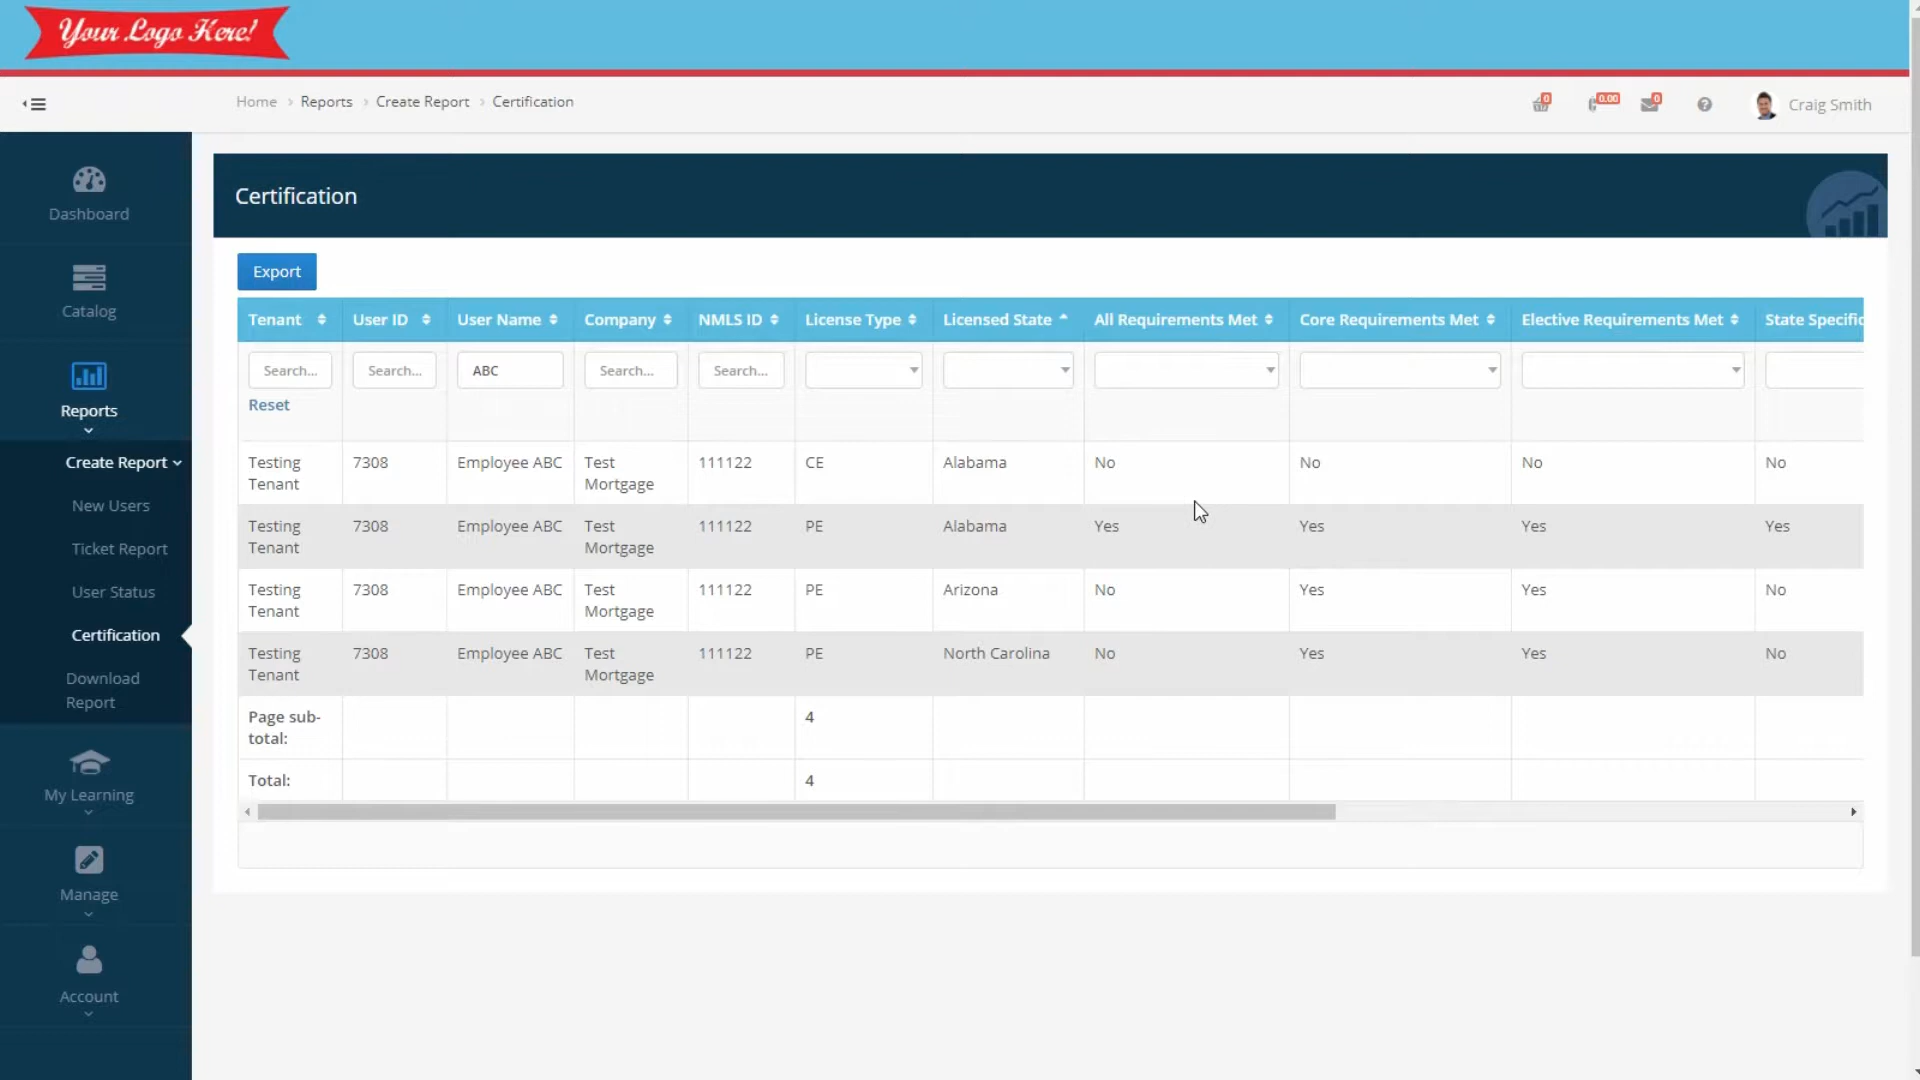 Your Logo Here!
Home › Reports › Create Report › Certification
0
0.00
0
Craig Smith
Dashboard
Catalog
Reports
Create Report
New Users
Ticket Report
User Status
Certification
Download
Report
My Learning
Manage
Account
Certification
Export
Tenant User ID User Name Company NMLS ID License Type Licensed State All Requirements Met Core Requirements Met Elective Requirements Met State Specific
Search... Search... ABC Search... Search...
Reset
Testing 7308 Employee ABC Test 111122 CE Alabama No No No No
Tenant Mortgage
Testing 7308 Employee ABC Test 111122 PE Alabama Yes Yes Yes Yes
Tenant Mortgage
Testing 7308 Employee ABC Test 111122 PE Arizona No Yes Yes No
Tenant Mortgage
Testing 7308 Employee ABC Test 111122 PE North Carolina No Yes Yes No
Tenant Mortgage
Page sub- 4
total:
Total: 4